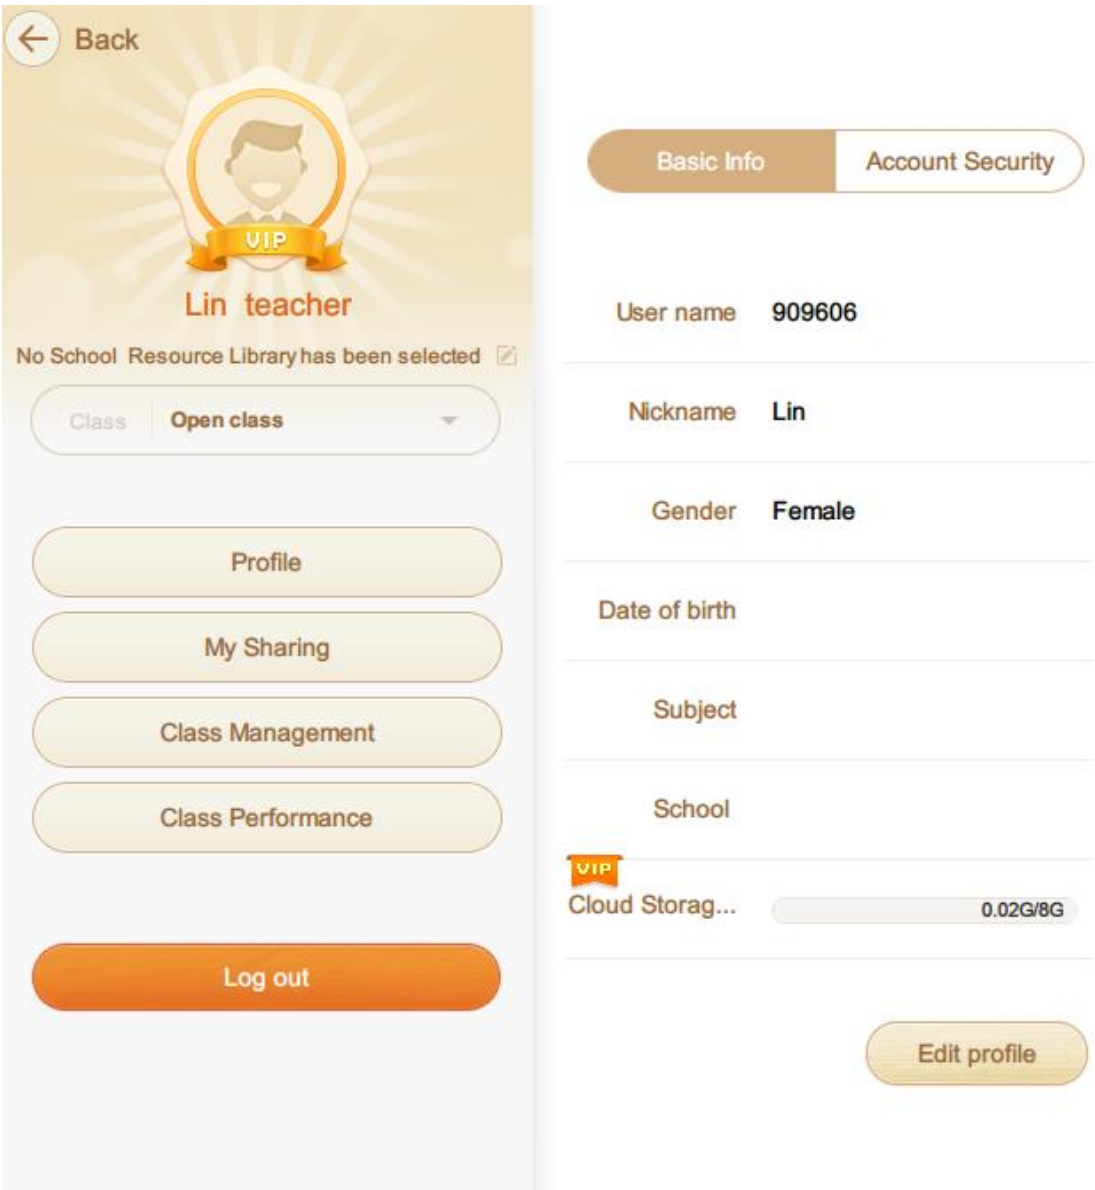 Back
VIP
Lin teacher
No School Resource Library has been selected
Class Open class
Profile
My Sharing
Class Management
Class Performance
Log out
Basic Info Account Security
User name 909606
Nickname Lin
Gender Female
Date of birth
Subject
School
VIP
Cloud Storag... 0.02G/8G
Edit profile